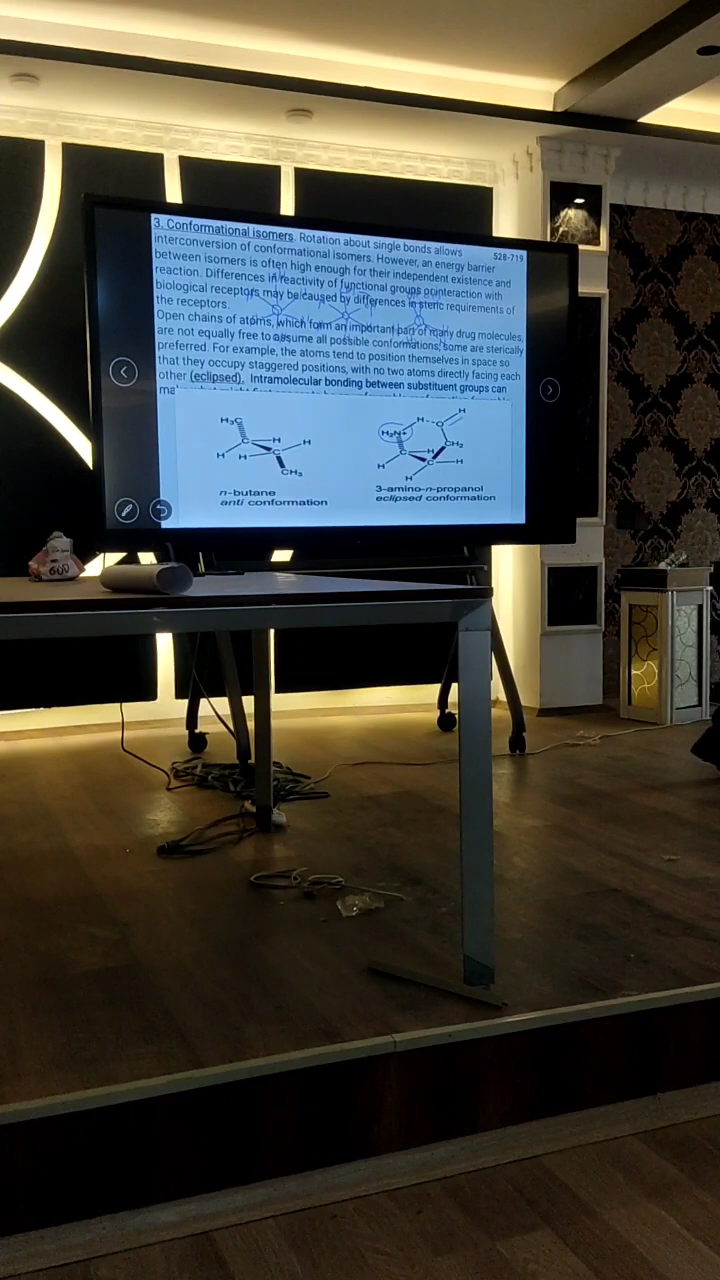 3. Conformational isomers. Rotation about single bonds allows
528-719
interconversion of conformational isomers. However, an energy barrier
between isomers is often high enough for their independent existence and
reaction. Differences in reactivity of functional groups or interaction with
biological receptors may be caused by differences in steric requirements of
the receptors.
Open chains of atoms, which form an important part of many drug molecules,
are not equally free to assume all possible conformations; some are sterically
preferred. For example, the atoms tend to position themselves in space so
that they occupy staggered positions, with no two atoms directly facing each
other (eclipsed). Intramolecular bonding between substituent groups can
H₃C
C H H
H H C
CH₃
n-butane
anti conformation
H
H₂N+ H O
CH₂
C H
H C H
H
3-amino-n-propanol
eclipsed conformation
600